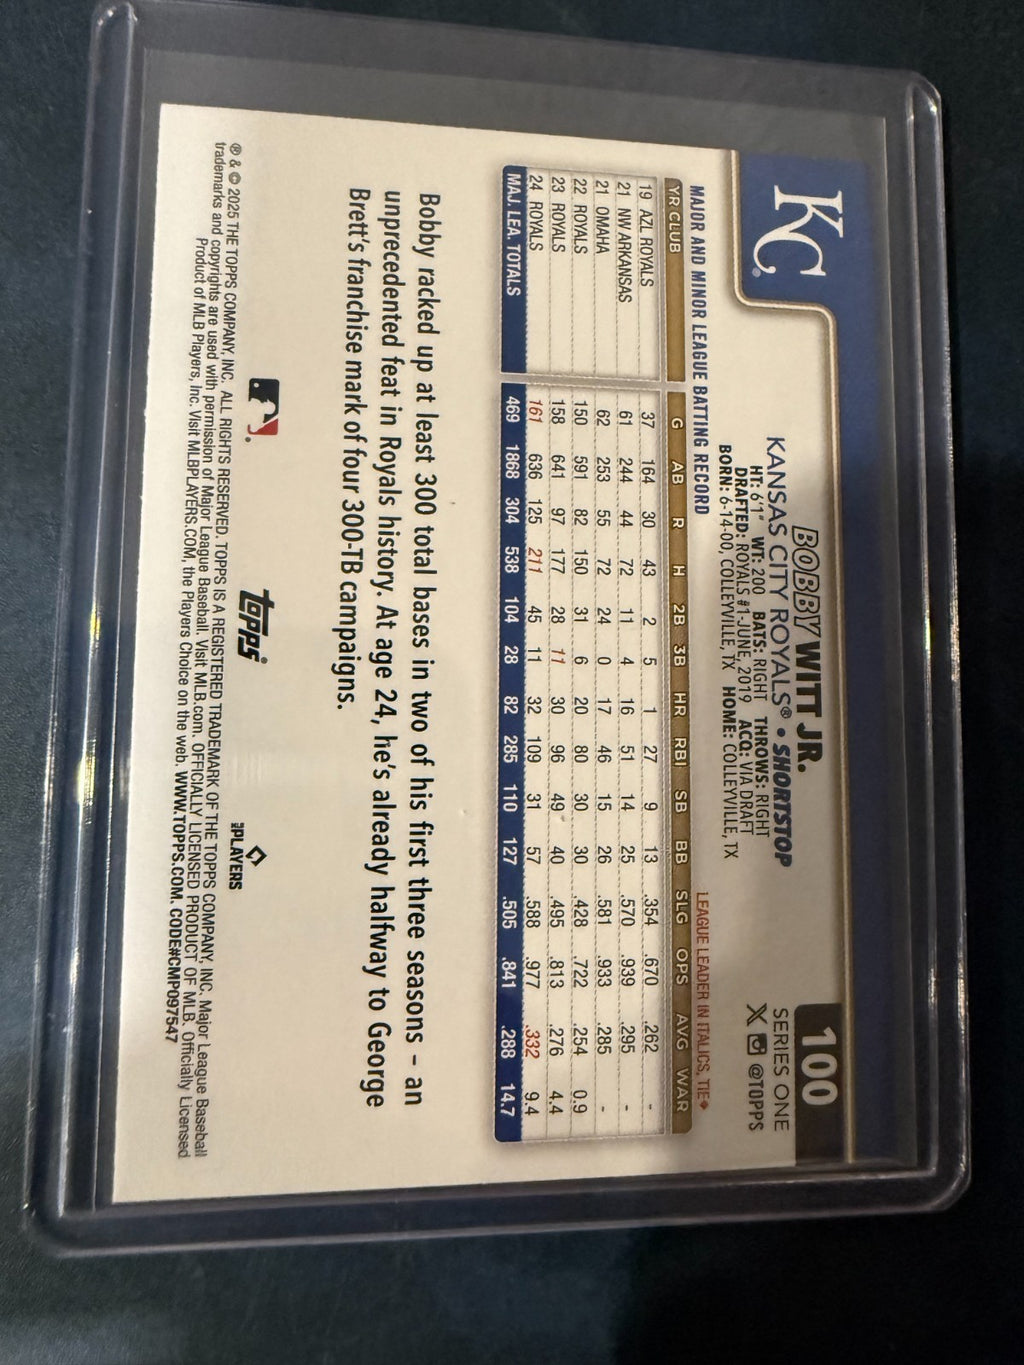 KC
BOBBY WITT JR.
KANSAS CITY ROYALS® • SHORTSTOP
HT: 6'1" WT: 200 BATS: RIGHT THROWS: RIGHT
DRAFTED: ROYALS #1-JUNE, 2019 ACQ: VIA DRAFT
BORN: 6-14-00, COLLEYVILLE, TX HOME: COLLEYVILLE, TX
100
SERIES ONE
X @TOPPS
MAJOR AND MINOR LEAGUE BATTING RECORD LEAGUE LEADER IN ITALICS, TIE♦
YR CLUB G AB R H 2B 3B HR RBI SB BB SLG OPS AVG WAR
19 AZL ROYALS 37 164 30 43 2 5 1 27 9 13 .354 .670 .262 -
21 NW ARKANSAS 61 244 44 72 11 4 16 51 14 25 .570 .939 .295 -
21 OMAHA 62 253 55 72 24 0 17 46 15 26 .581 .933 .285 -
22 ROYALS 150 591 82 150 31 6 20 80 30 30 .428 .722 .254 0.9
23 ROYALS 158 641 97 177 28 11 30 96 49 40 .495 .813 .276 4.4
24 ROYALS 161 636 125 211 45 11 32 109 31 57 .588 .977 .332 9.4
MAJ. LEA. TOTALS 469 1868 304 538 104 28 82 285 110 127 .505 .841 .288 14.7
Bobby racked up at least 300 total bases in two of his first three seasons – an
unprecedented feat in Royals history. At age 24, he's already halfway to George
Brett's franchise mark of four 300-TB campaigns.
topps®
PLAYERS
® & © 2025 THE TOPPS COMPANY, INC. ALL RIGHTS RESERVED. TOPPS IS A REGISTERED TRADEMARK OF THE TOPPS COMPANY, INC. Major League Baseball
trademarks and copyrights are used with permission of Major League Baseball. Visit MLB.com. OFFICIALLY LICENSED PRODUCT OF MLB. Officially Licensed
Product of MLB Players, Inc. Visit MLBPLAYERS.COM, the Players Choice on the web. WWW.TOPPS.COM. CODE#CMP097547